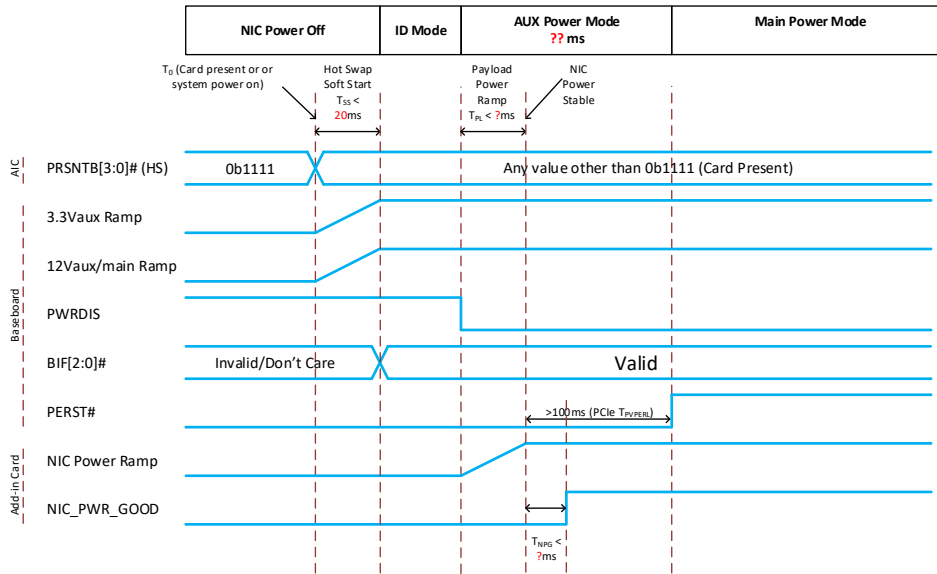 NIC Power Off
ID Mode
AUX Power Mode
?? ms
Main Power Mode
T0 (Card present or or
system power on)
Hot Swap
Soft Start
TSS <
20ms
Payload
Power
Ramp
TPL < ?ms
NIC
Power
Stable
AIC
PRSNTB[3:0]# (HS)
0b1111
Any value other than 0b1111 (Card Present)
3.3Vaux Ramp
12Vaux/main Ramp
Baseboard
PWRDIS
BIF[2:0]#
Invalid/Don't Care
Valid
PERST#
>100ms (PCIe TPVPERL)
Add-in Card
NIC Power Ramp
NIC_PWR_GOOD
TNPG <
?ms